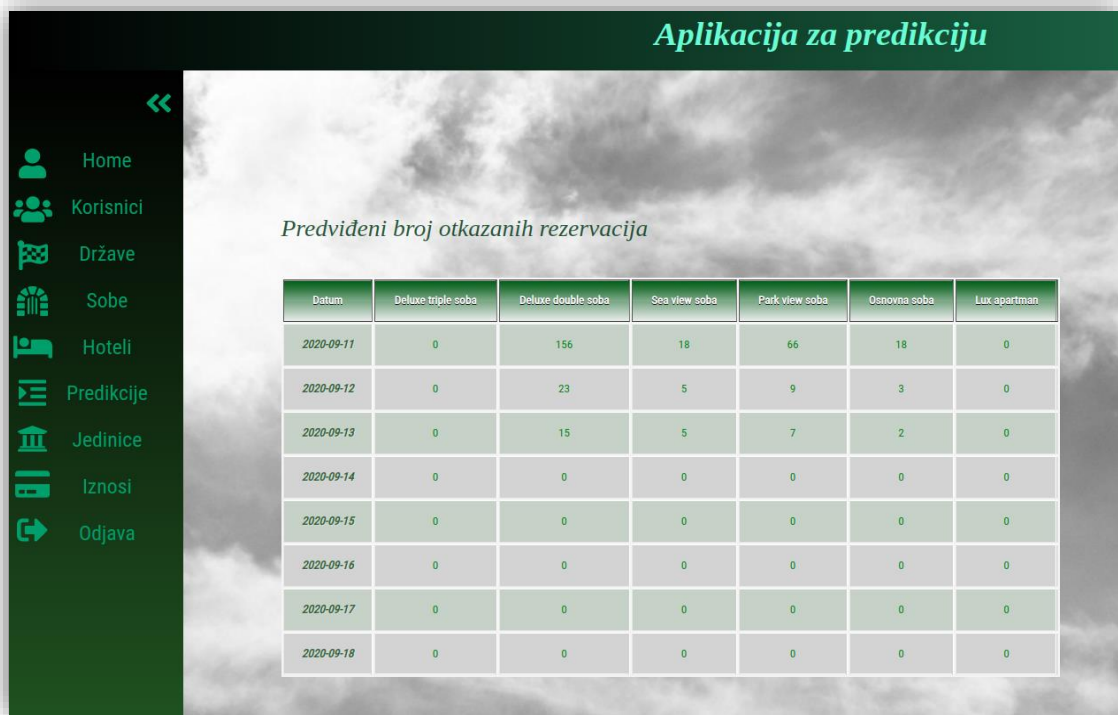 Aplikacija za predikciju
Home
Korisnici
Države
Sobe
Hoteli
Predikcije
Jedinice
Iznosi
Odjava
Predviđeni broj otkazanih rezervacija
Datum Deluxe triple soba Deluxe double soba Sea view soba Park view soba Osnovna soba Lux apartman
2020-09-11 0 156 18 66 18 0
2020-09-12 0 23 5 9 3 0
2020-09-13 0 15 5 7 2 0
2020-09-14 0 0 0 0 0 0
2020-09-15 0 0 0 0 0 0
2020-09-16 0 0 0 0 0 0
2020-09-17 0 0 0 0 0 0
2020-09-18 0 0 0 0 0 0